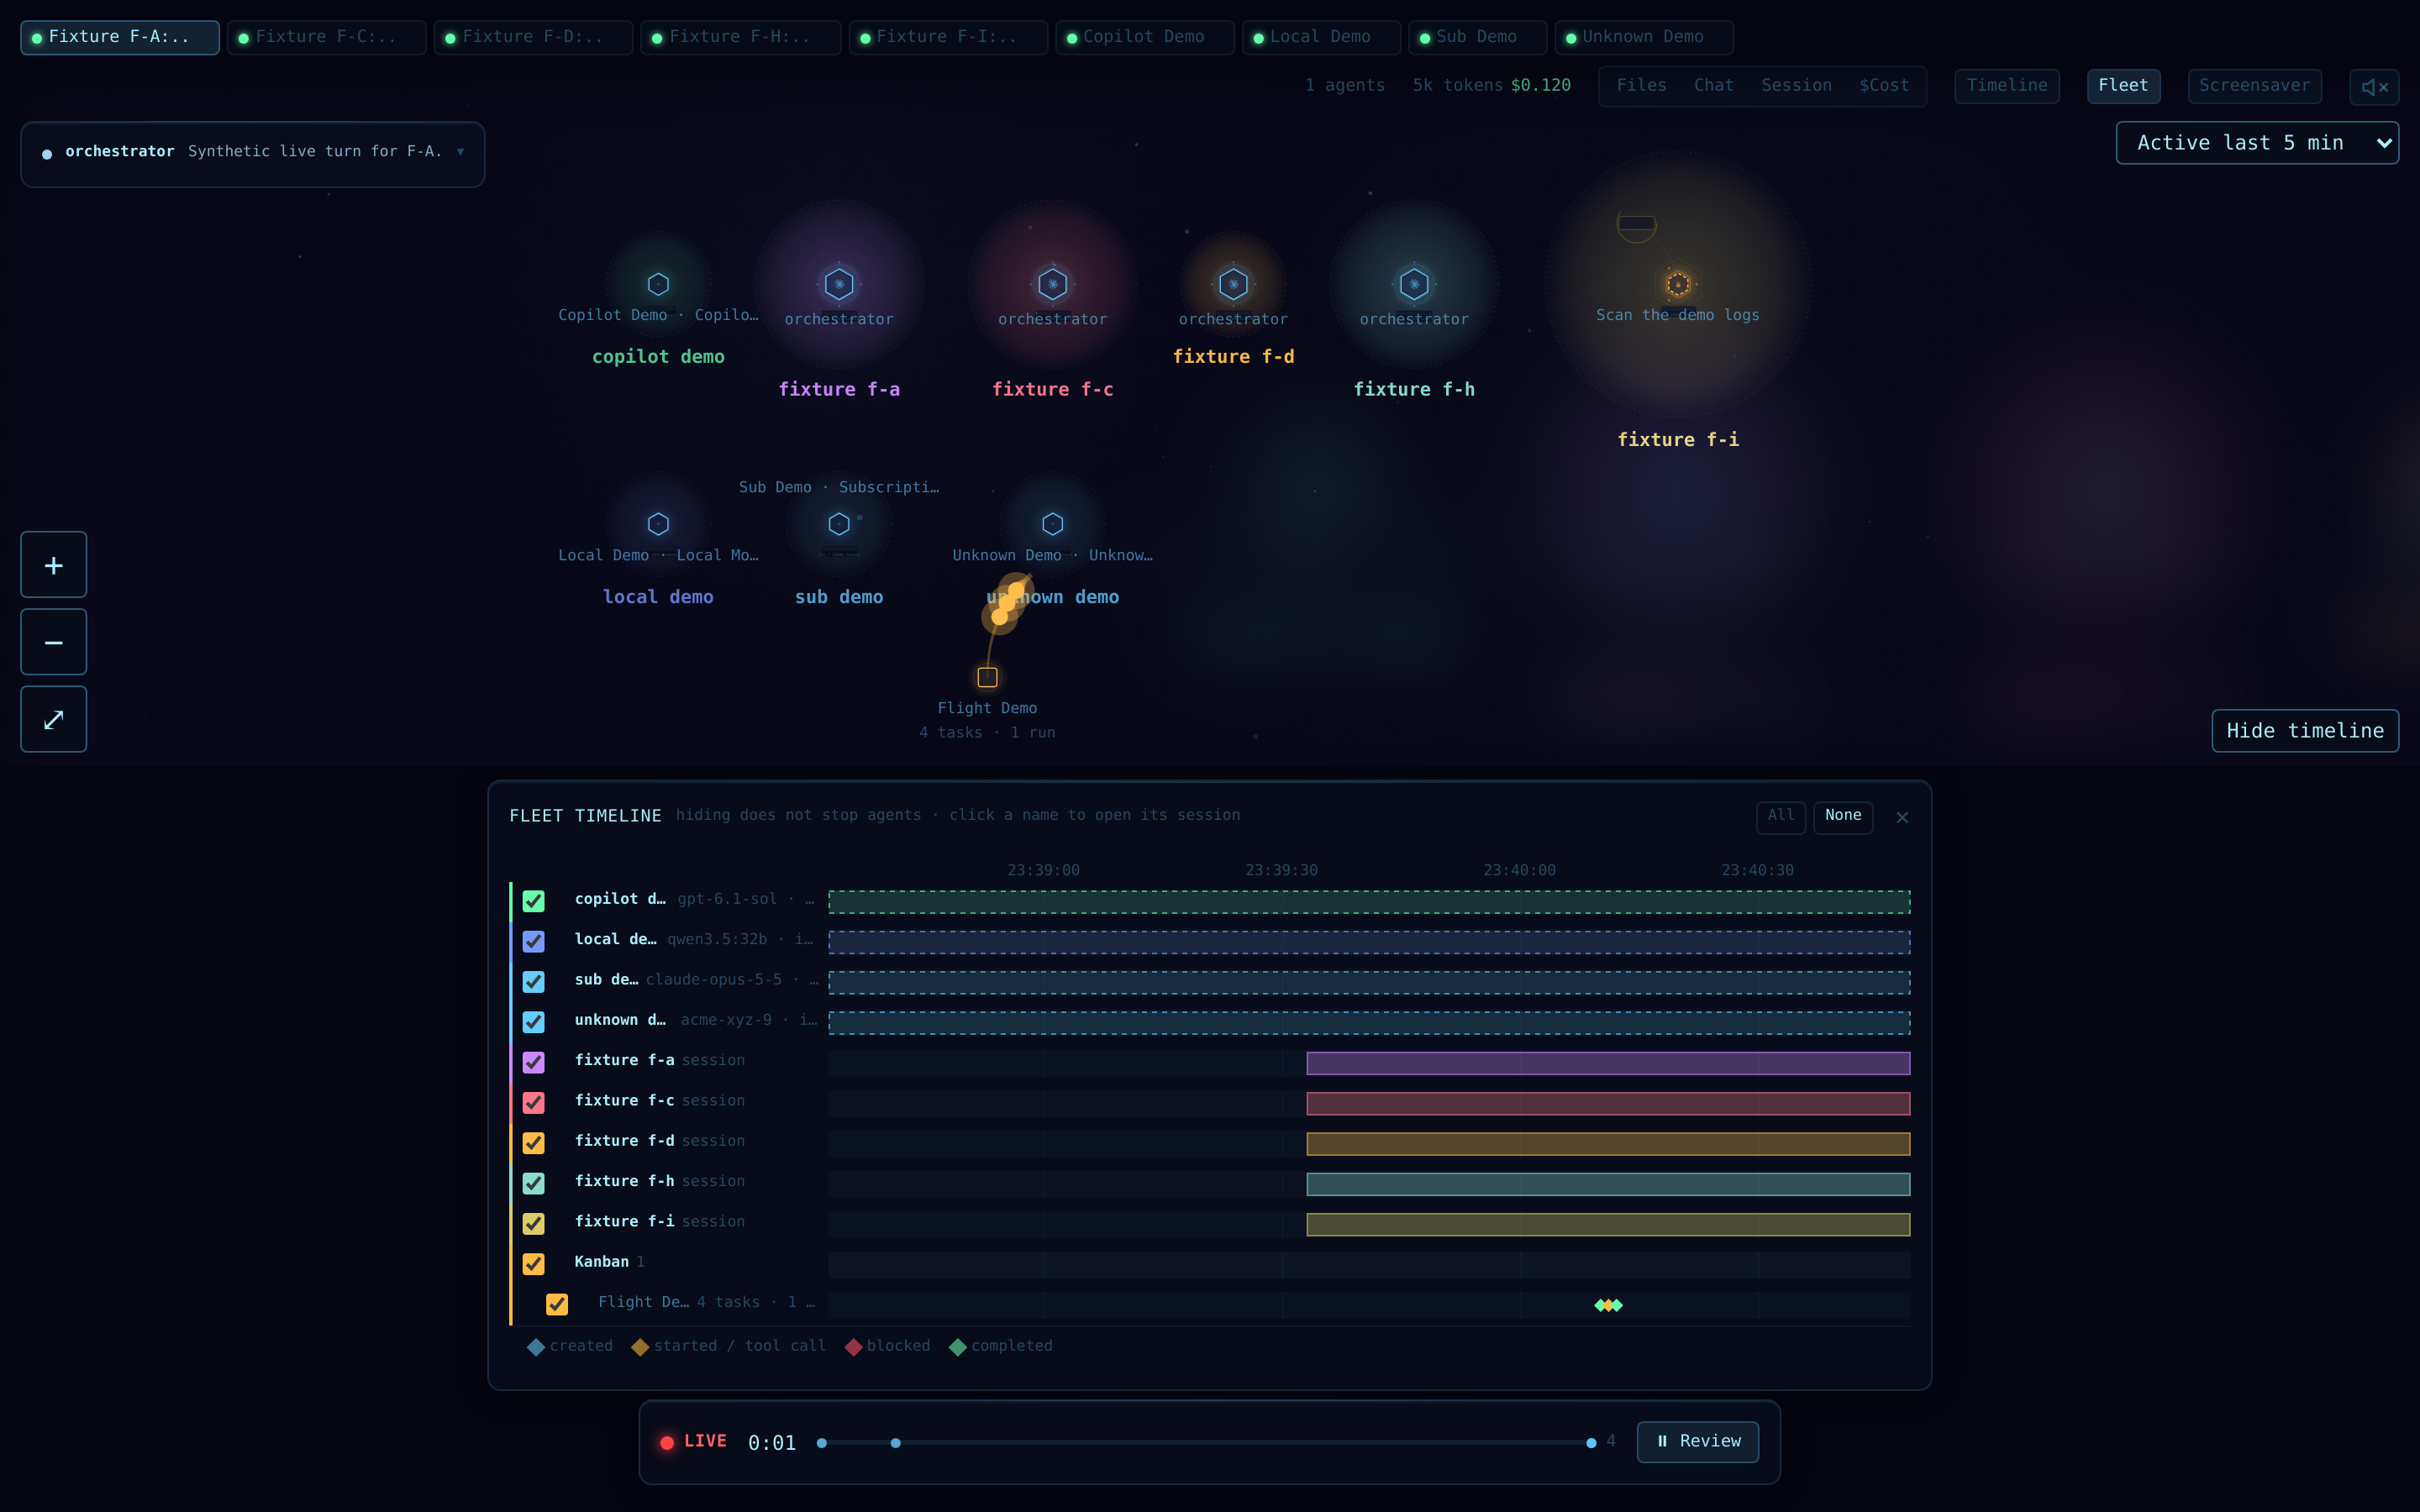 Fixture F-A:..
Fixture F-C:..
Fixture F-D:..
Fixture F-H:..
Fixture F-I:..
Copilot Demo
Local Demo
Sub Demo
Unknown Demo
1 agents 5k tokens $0.120
Files Chat Session $Cost
Timeline
Fleet
Screensaver
orchestrator Synthetic live turn for F-A.
Active last 5 min
Copilot Demo · Copilo…
orchestrator
orchestrator
orchestrator
orchestrator
Scan the demo logs
copilot demo
fixture f-a
fixture f-c
fixture f-d
fixture f-h
fixture f-i
Sub Demo · Subscripti…
Local Demo · Local Mo…
Unknown Demo · Unknow…
local demo
sub demo
unknown demo
+
−
Flight Demo
4 tasks · 1 run
Hide timeline
FLEET TIMELINE hiding does not stop agents · click a name to open its session
All None ×
23:39:00 23:39:30 23:40:00 23:40:30
copilot d… gpt-6.1-sol · …
local de… qwen3.5:32b · i…
sub de… claude-opus-5-5 · …
unknown d… acme-xyz-9 · i…
fixture f-a session
fixture f-c session
fixture f-d session
fixture f-h session
fixture f-i session
Kanban 1
Flight De… 4 tasks · 1 …
created started / tool call blocked completed
LIVE 0:01 4 Review